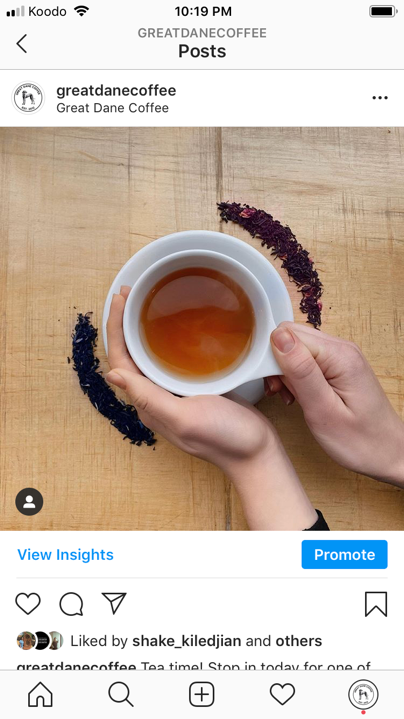 Koodo 10:19 PM
GREATDANECOFFEE
Posts
greatdanecoffee
Great Dane Coffee
View Insights
Promote
Liked by shake_kiledjian and others
greatdanecoffee Tea time! Stop in today for one of